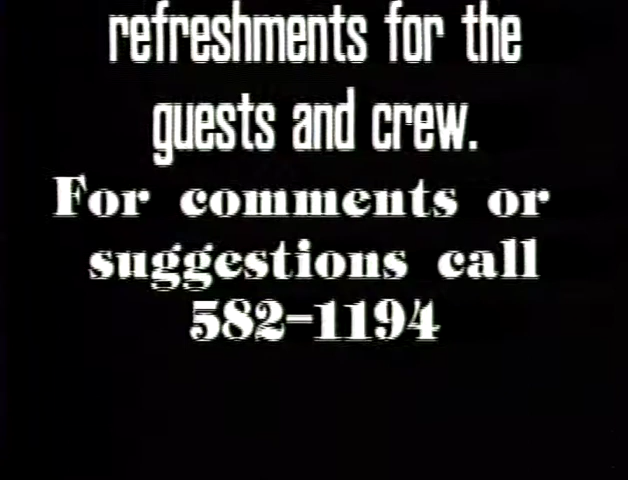 refreshments for the
guests and crew.
For comments or
suggestions call
582-1194